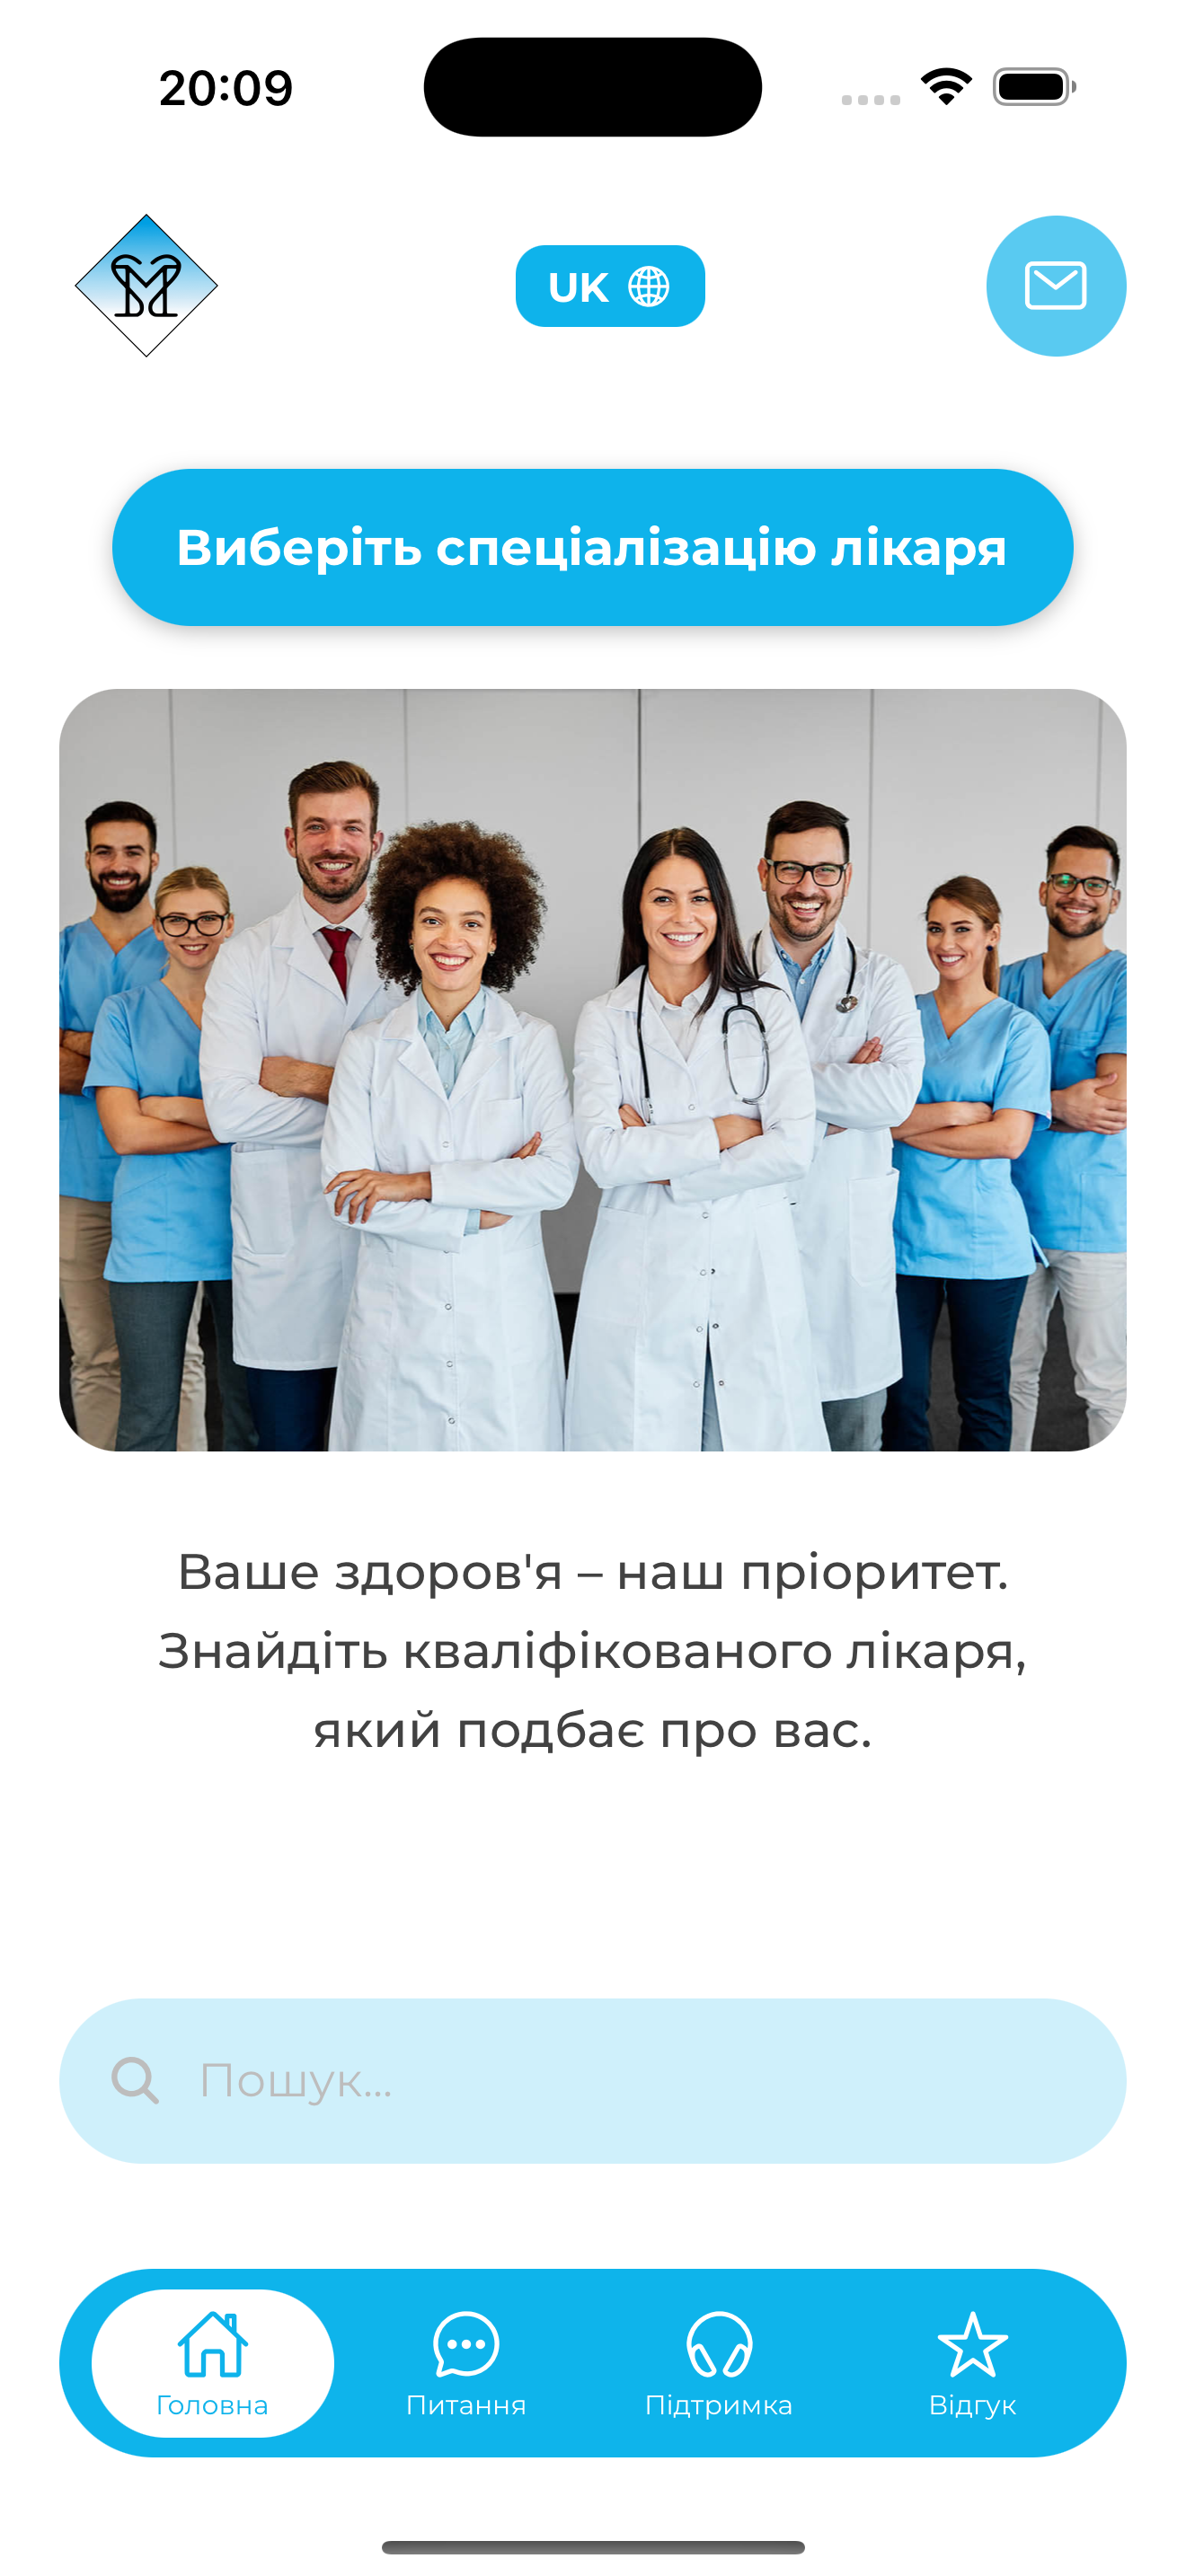 20:09
UK
Виберіть спеціалізацію лікаря
Ваше здоров'я – наш пріоритет.
Знайдіть кваліфікованого лікаря,
який подбає про вас.
Пошук...
Головна
Питання
Підтримка
Відгук